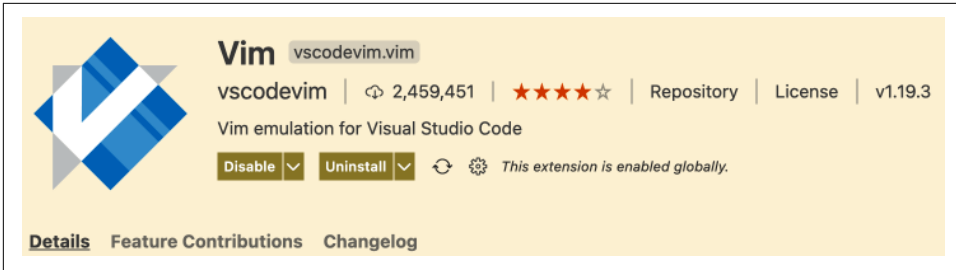 Vim vscodevim.vim
vscodevim | 2,459,451 | ★★★★☆ | Repository | License | v1.19.3
Vim emulation for Visual Studio Code
Disable Uninstall This extension is enabled globally.
Details Feature Contributions Changelog